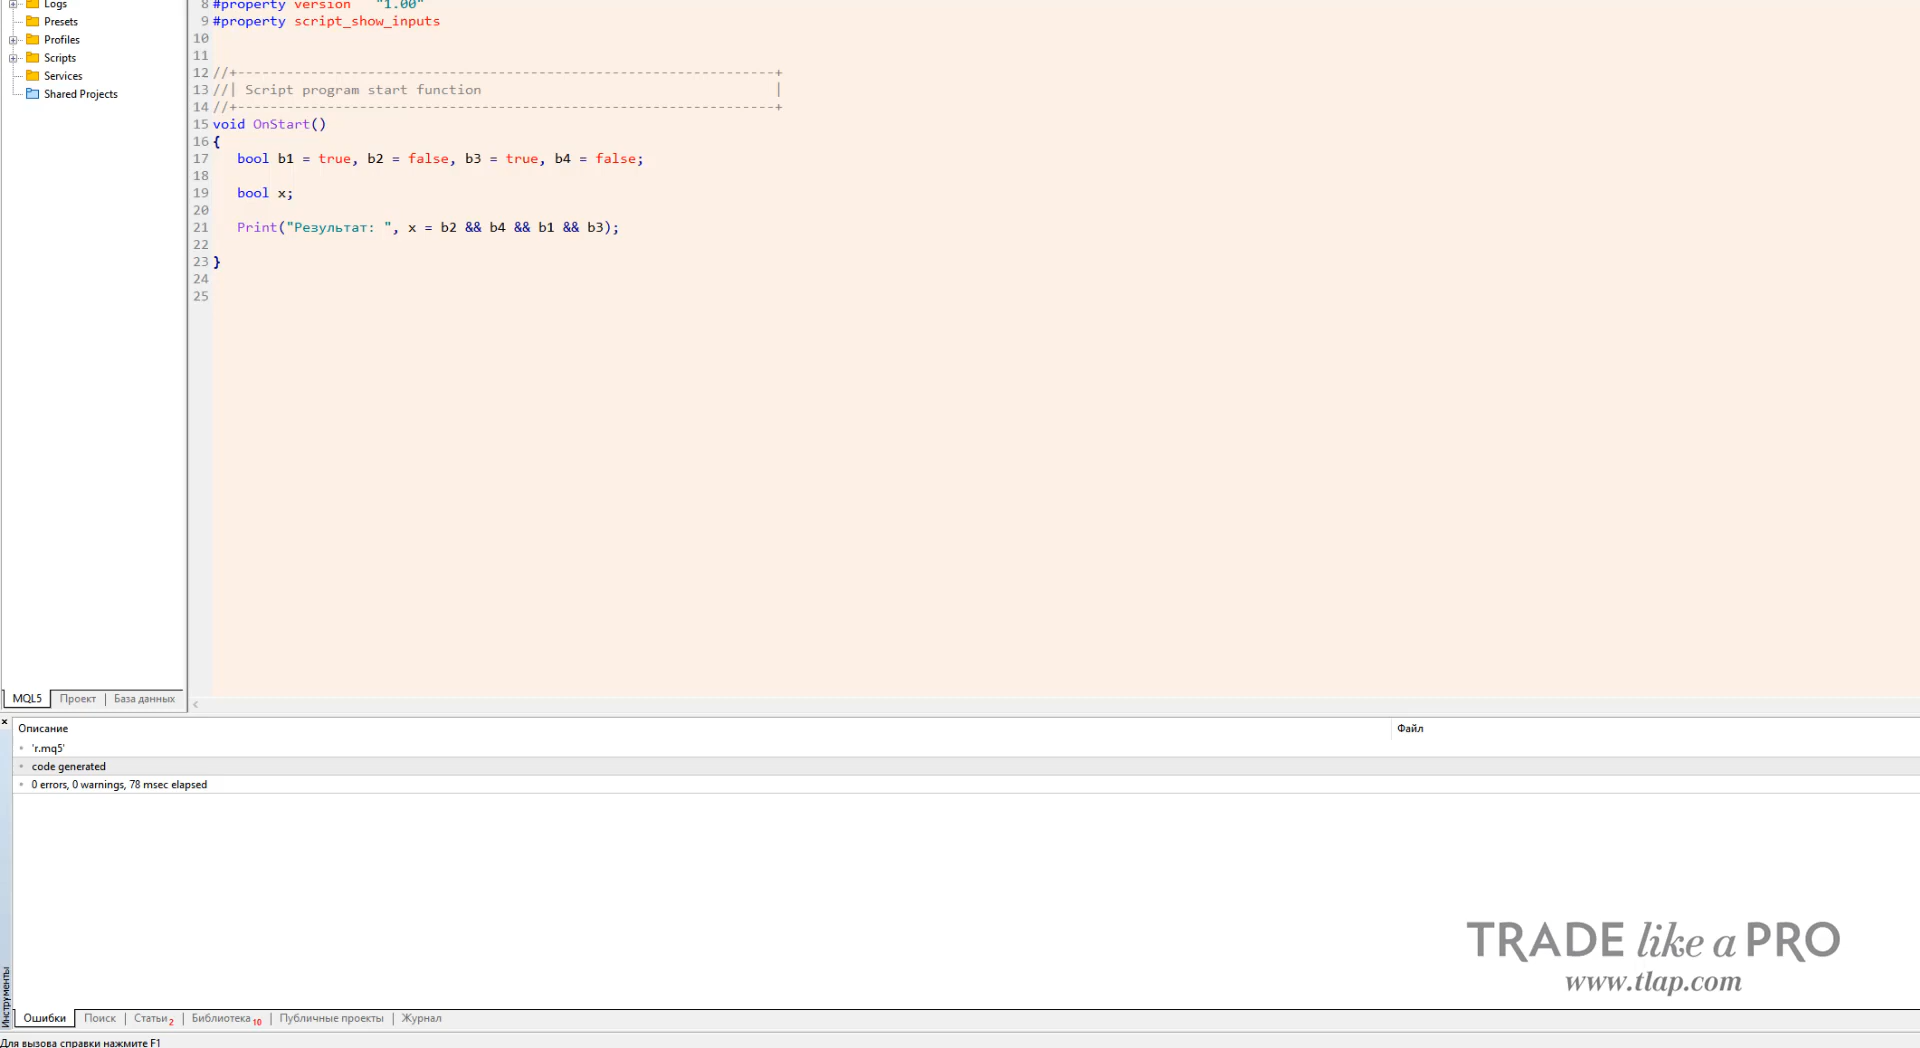 Logs
Presets
Profiles
Scripts
Services
Shared Projects
8 #property version   "1.00"
9 #property script_show_inputs
10
11
12 //+------------------------------------------------------------------+
13 //| Script program start function                                    |
14 //+------------------------------------------------------------------+
15 void OnStart()
16 {
17    bool b1 = true, b2 = false, b3 = true, b4 = false;
18
19    bool x;
20
21    Print("Результат: ", x = b2 && b4 && b1 && b3);
22
23 }
24
25
MQL5 Проект | База данных
Описание Файл
'r.mq5'
code generated
0 errors, 0 warnings, 78 msec elapsed
TRADE like a PRO
www.tlap.com
Инструменты
Ошибки Поиск | Статьи 2 | Библиотека 10 | Публичные проекты | Журнал
Для вызова справки нажмите F1